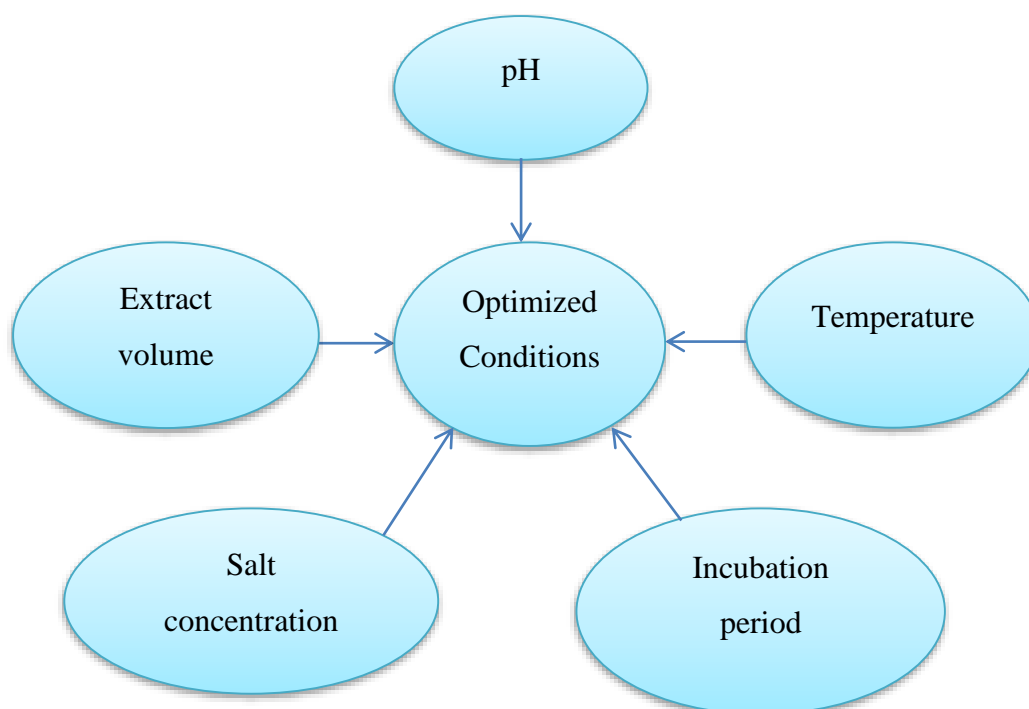 pH
Extract
volume
Optimized
Conditions
Temperature
Salt
concentration
Incubation
period